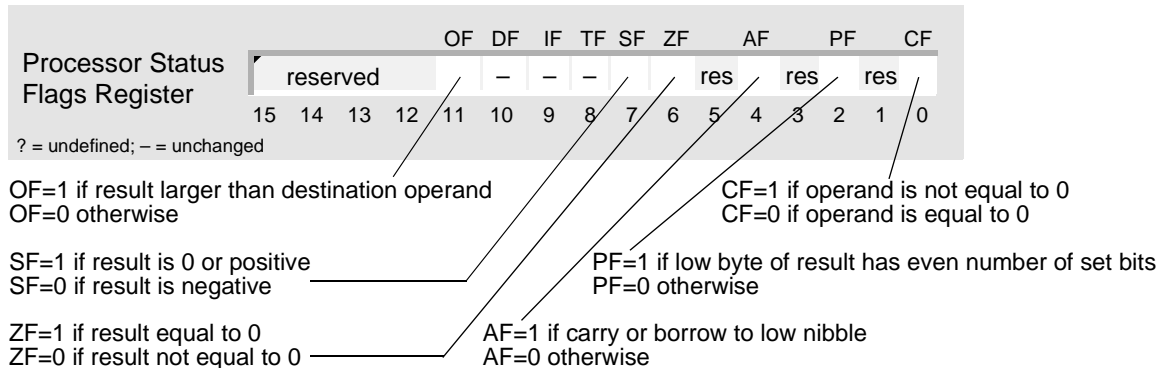 OF DF IF TF SF ZF AF PF CF
Processor Status
Flags Register
reserved – – – res res res
15 14 13 12 11 10 9 8 7 6 5 4 3 2 1 0
? = undefined; – = unchanged
OF=1 if result larger than destination operand
OF=0 otherwise
CF=1 if operand is not equal to 0
CF=0 if operand is equal to 0
SF=1 if result is 0 or positive
SF=0 if result is negative
PF=1 if low byte of result has even number of set bits
PF=0 otherwise
ZF=1 if result equal to 0
ZF=0 if result not equal to 0
AF=1 if carry or borrow to low nibble
AF=0 otherwise